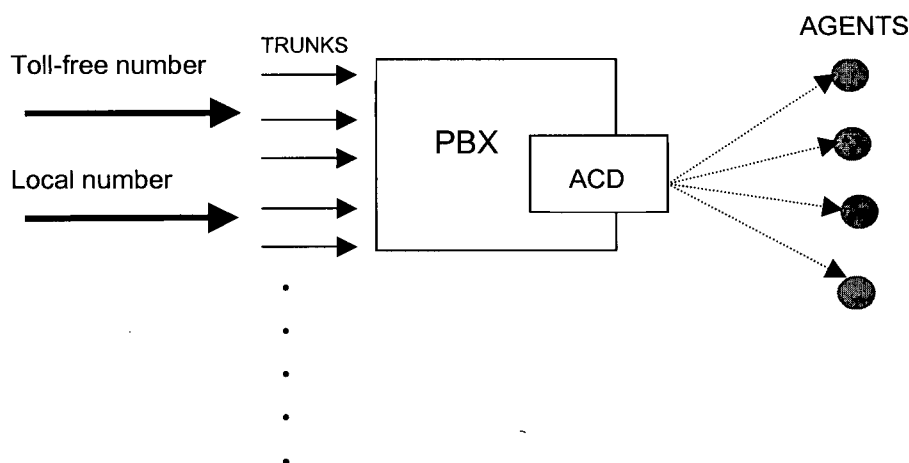 AGENTS
TRUNKS
Toll-free number
PBX
ACD
Local number